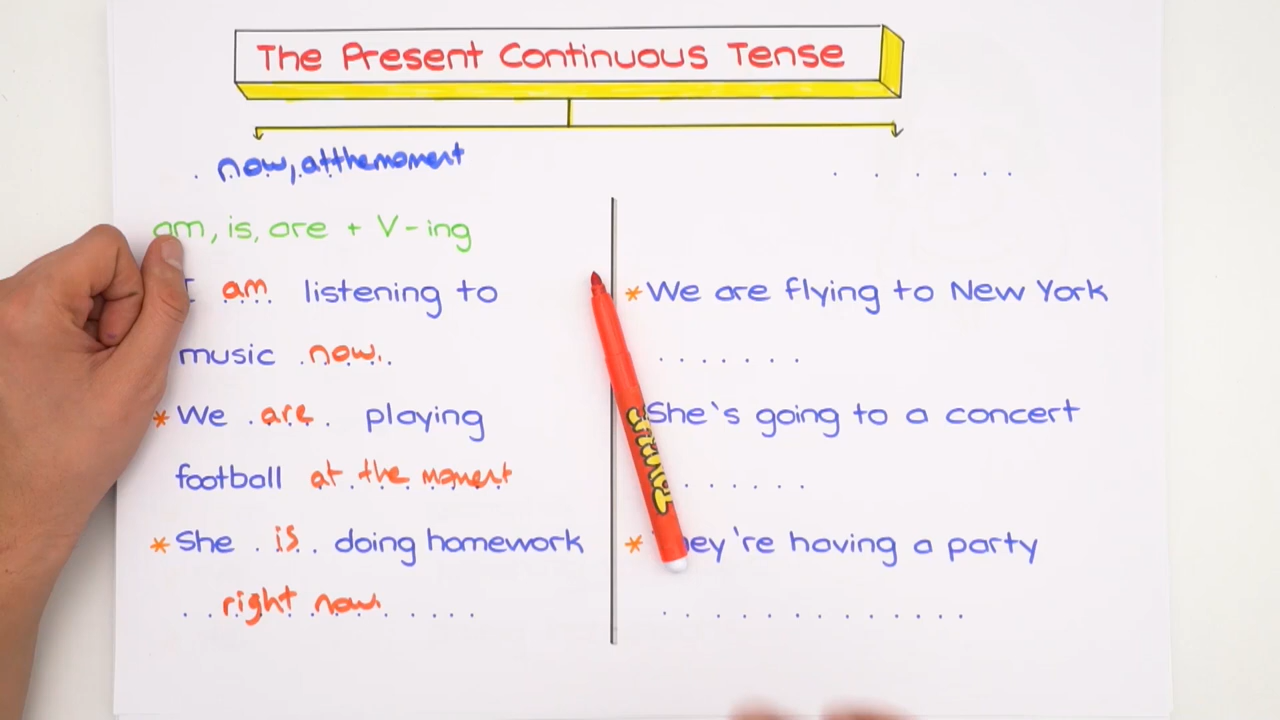 The Present Continuous Tense
now, at the moment
am, is, are + V-ing
I am listening to
music now.
* We are playing
football at the moment
* She is doing homework
right now
* We are flying to New York
She's going to a concert
* They're having a party